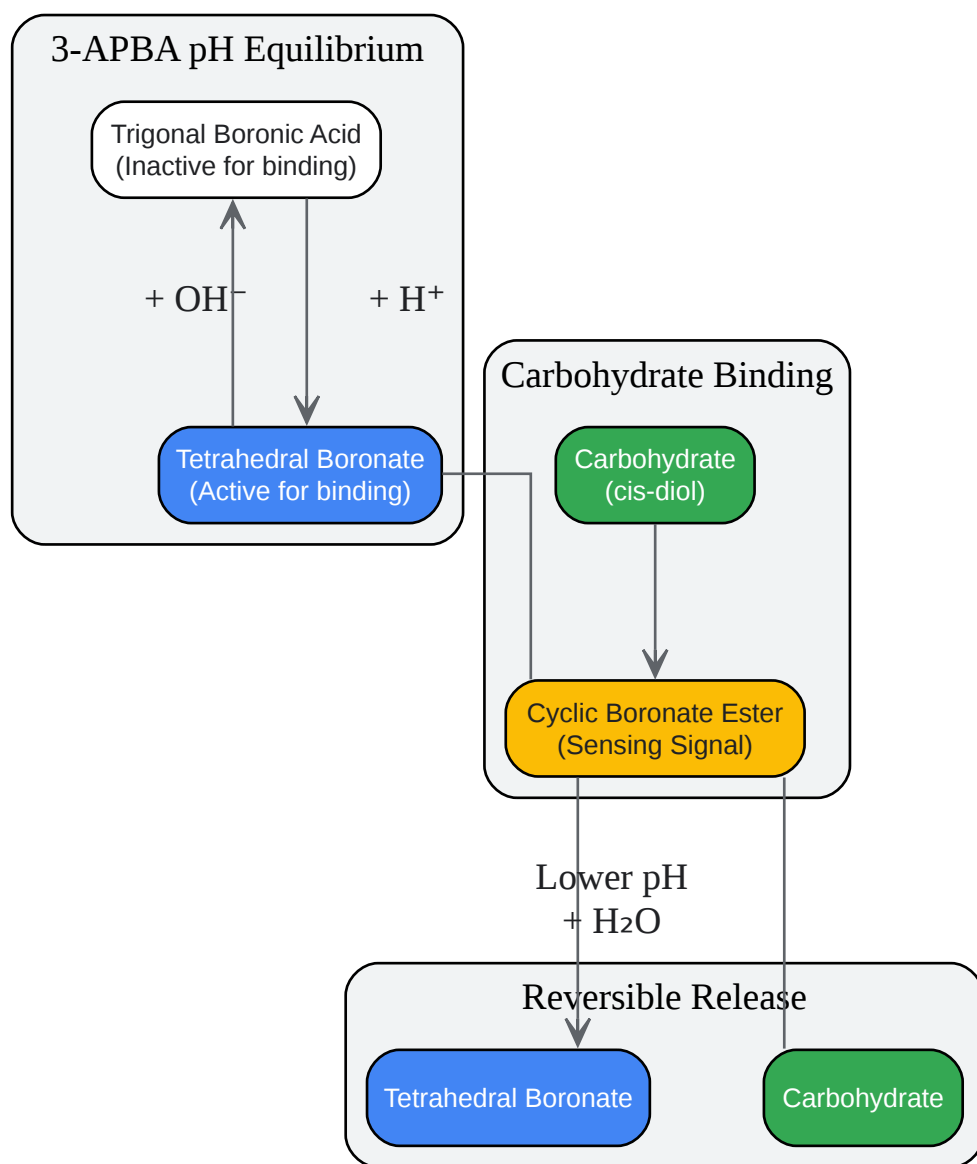 3-APBA pH Equilibrium
Trigonal Boronic Acid
(Inactive for binding)
+ OH⁻
+ H⁺
Tetrahedral Boronate
(Active for binding)
Carbohydrate Binding
Carbohydrate
(cis-diol)
Cyclic Boronate Ester
(Sensing Signal)
Lower pH
+ H₂O
Reversible Release
Tetrahedral Boronate
Carbohydrate